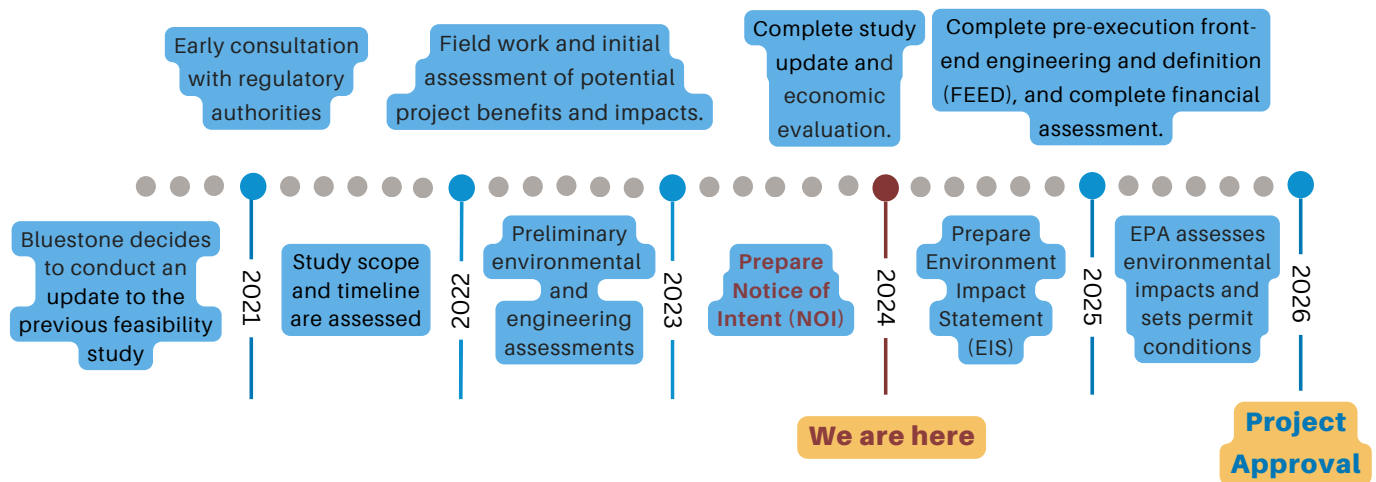 Early consultation
with regulatory
authorities
Field work and initial
assessment of potential
project benefits and impacts.
Complete study
update and
economic
evaluation.
Complete pre-execution front-
end engineering and definition
(FEED), and complete financial
assessment.
Bluestone decides
to conduct an
update to the
previous feasibility
study
2021
Study scope
and timeline
are assessed
2022
Preliminary
environmental
and
engineering
assessments
2023
Prepare
Notice of
Intent (NOI)
2024
Prepare
Environment
Impact
Statement
(EIS)
2025
EPA assesses
environmental
impacts and
sets permit
conditions
2026
We are here
Project
Approval